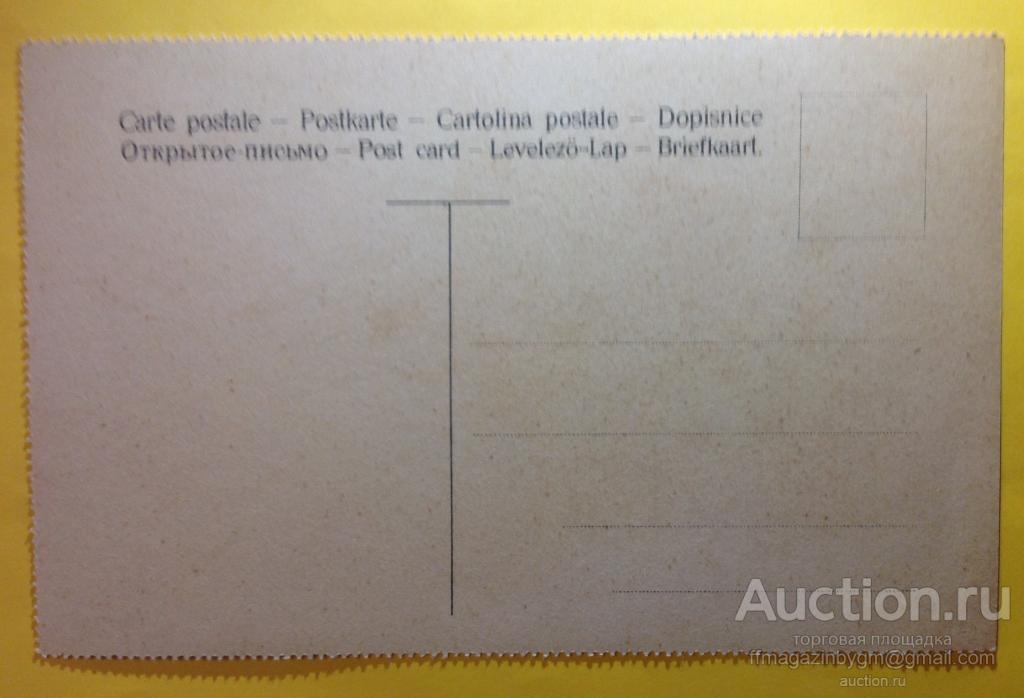 Carte postale – Postkarte – Cartolina postale – Dopisnice
Открытое-письмо – Post card – Levelezö-Lap – Briefkaart.
Auction.ru
торговая площадка
ffmagazinbygm@gmail.com
auction.ru